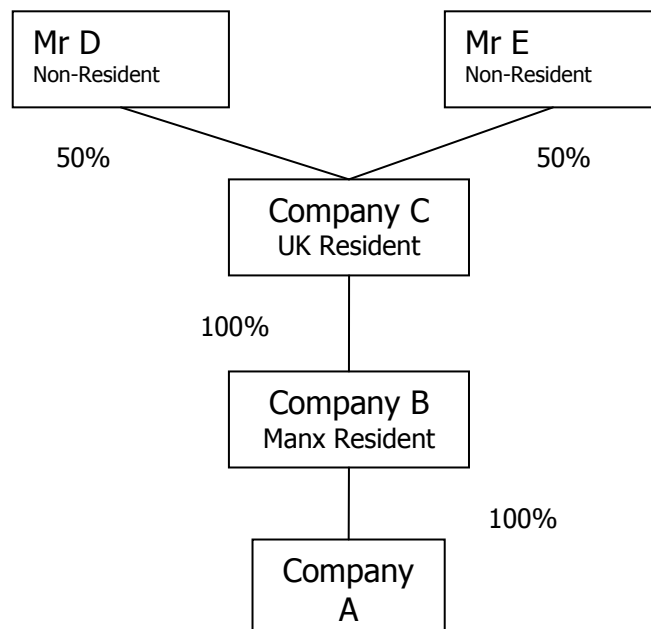 Mr D
Non-Resident
Mr E
Non-Resident
50%
50%
Company C
UK Resident
100%
Company B
Manx Resident
100%
Company
A